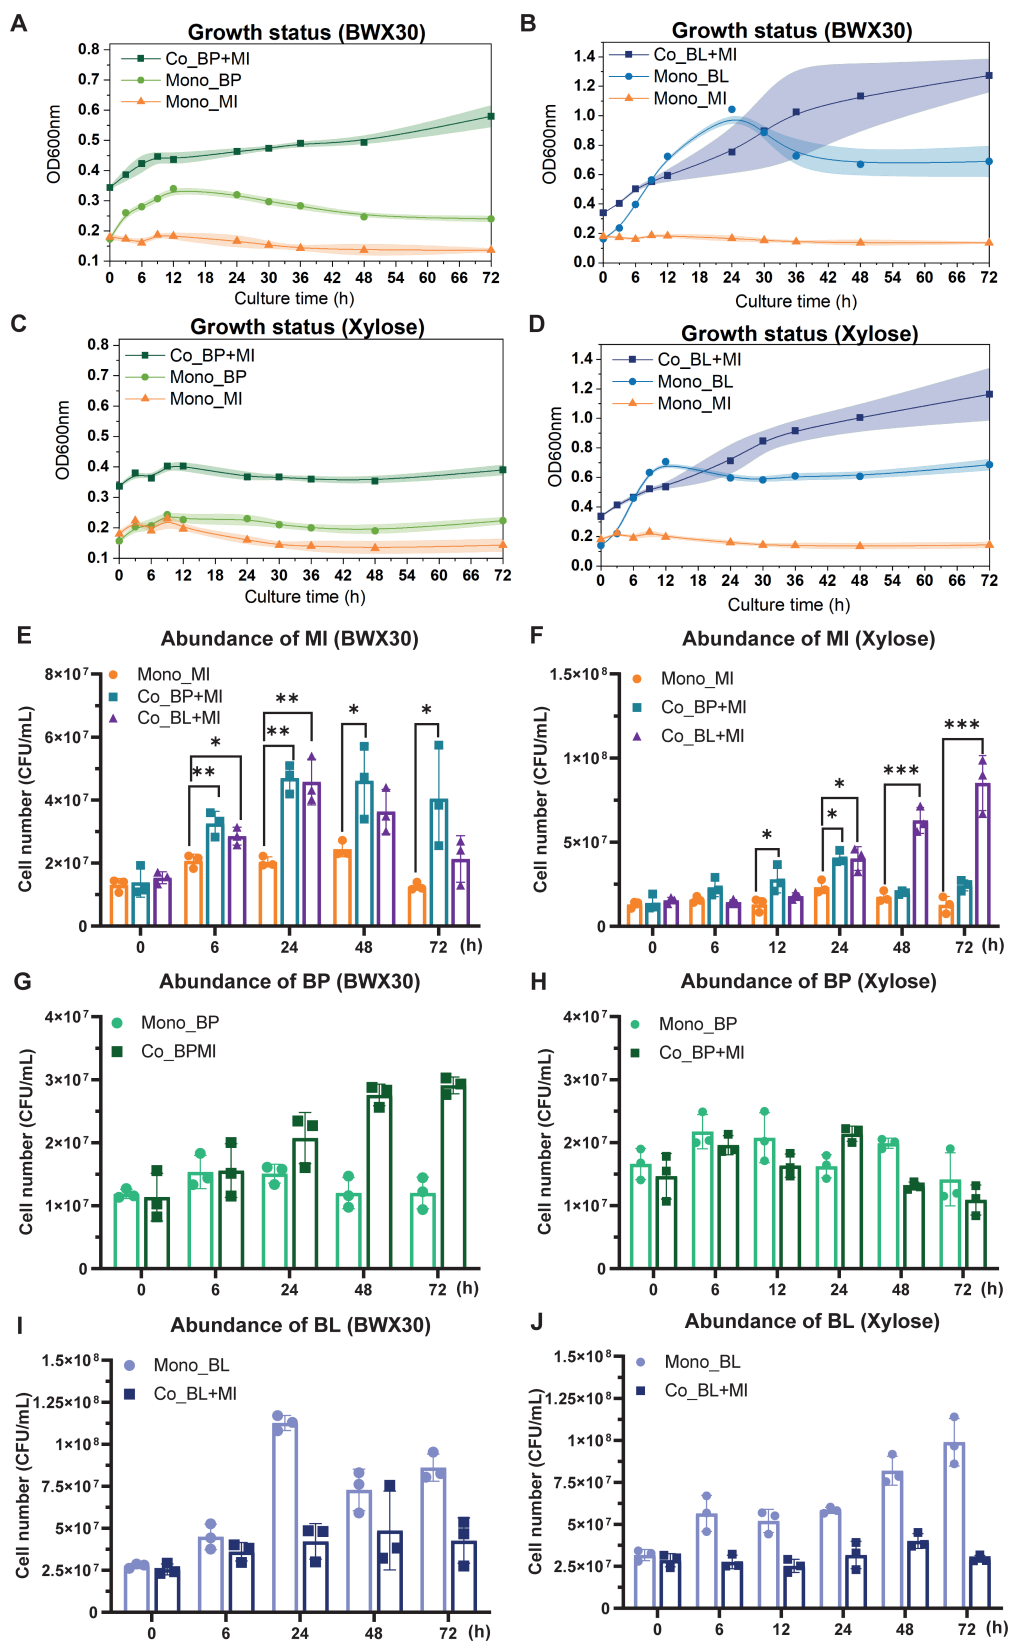 A
Growth status (BWX30)
Co_BP+MI
Mono_BP
Mono_MI
OD600nm
0.8
0.7
0.6
0.5
0.4
0.3
0.2
0.1
0 6 12 18 24 30 36 42 48 54 60 66 72
Culture time (h)
B
Growth status (BWX30)
Co_BL+MI
Mono_BL
Mono_MI
OD600nm
1.4
1.2
1.0
0.8
0.6
0.4
0.2
0.0
0 6 12 18 24 30 36 42 48 54 60 66 72
Culture time (h)
C
Growth status (Xylose)
Co_BP+MI
Mono_BP
Mono_MI
OD600nm
0.8
0.7
0.6
0.5
0.4
0.3
0.2
0.1
0 6 12 18 24 30 36 42 48 54 60 66 72
Culture time (h)
D
Growth status (Xylose)
Co_BL+MI
Mono_BL
Mono_MI
OD600nm
1.4
1.2
1.0
0.8
0.6
0.4
0.2
0.0
0 6 12 18 24 30 36 42 48 54 60 66 72
Culture time (h)
E
Abundance of MI (BWX30)
Mono_MI
Co_BP+MI
Co_BL+MI
Cell number (CFU/mL)
8×10⁷
6×10⁷
4×10⁷
2×10⁷
0
** * ** ** * *
0 6 24 48 72 (h)
F
Abundance of MI (Xylose)
Mono_MI
Co_BP+MI
Co_BL+MI
Cell number (CFU/mL)
1.5×10⁸
1×10⁸
5×10⁷
0
* * * *** ***
0 6 12 24 48 72 (h)
G
Abundance of BP (BWX30)
Mono_BP
Co_BPMI
Cell number (CFU/mL)
4×10⁷
3×10⁷
2×10⁷
1×10⁷
0
0 6 24 48 72 (h)
H
Abundance of BP (Xylose)
Mono_BP
Co_BP+MI
Cell number (CFU/mL)
4×10⁷
3×10⁷
2×10⁷
1×10⁷
0
0 6 12 24 48 72 (h)
I
Abundance of BL (BWX30)
Mono_BL
Co_BL+MI
Cell number (CFU/mL)
1.5×10⁸
1.25×10⁸
1×10⁸
7.5×10⁷
5×10⁷
2.5×10⁷
0
0 6 24 48 72 (h)
J
Abundance of BL (Xylose)
Mono_BL
Co_BL+MI
Cell number (CFU/mL)
1.5×10⁸
1.25×10⁸
1×10⁸
7.5×10⁷
5×10⁷
2.5×10⁷
0
0 6 12 24 48 72 (h)